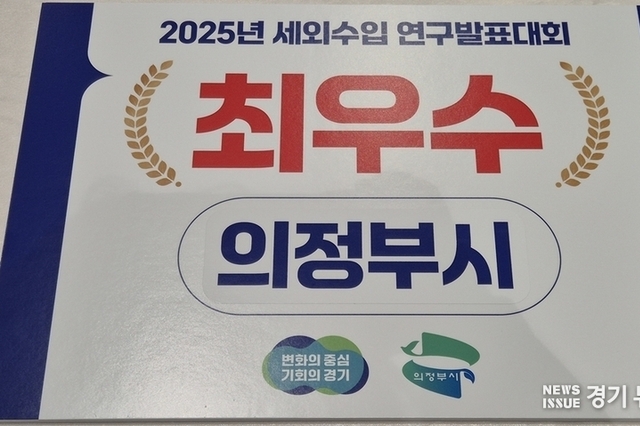 2025년 세외수입 연구발표대회
최우수
의정부시
변화의 중심
기회의 경기
의정부시
NEWS
ISSUE 경기